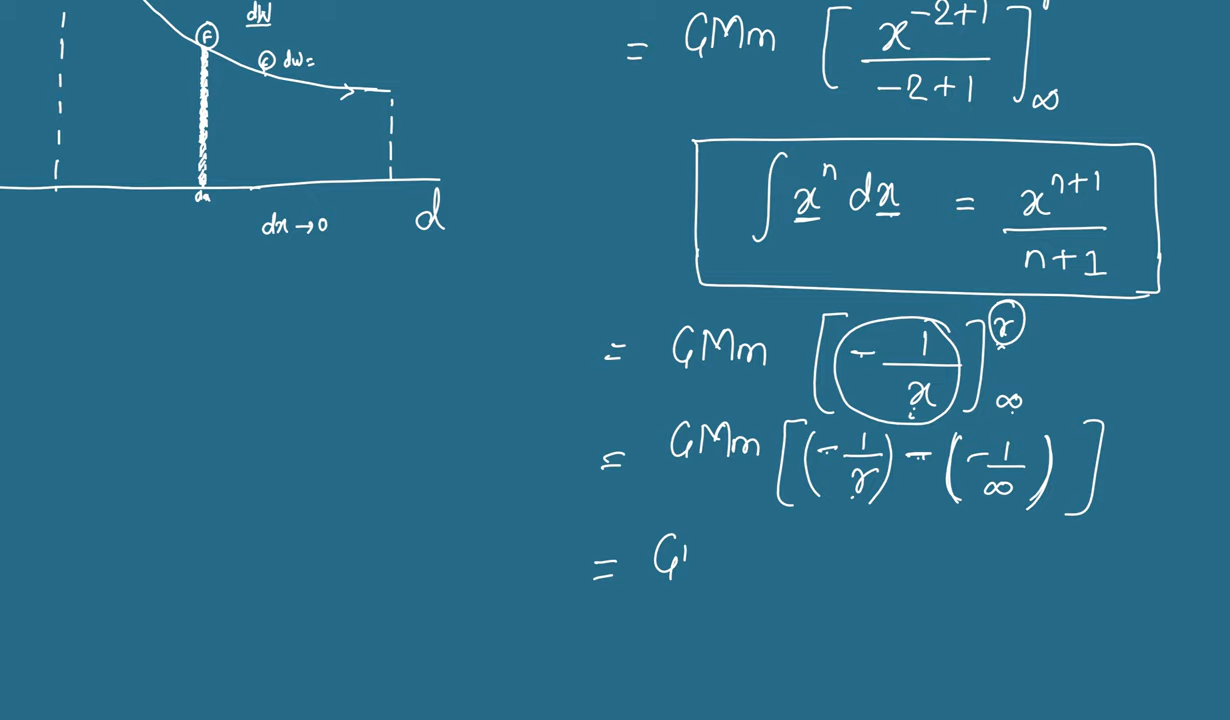 dW
F
F dW=
dx
dx → 0
d
= GMm [ x^-2+1 / -2+1 ]_∞
∫ x^n dx = x^n+1 / n+1
= GMm [ - 1/x ]_∞^r
= GMm [ (- 1/r) - (- 1/∞) ]
= G